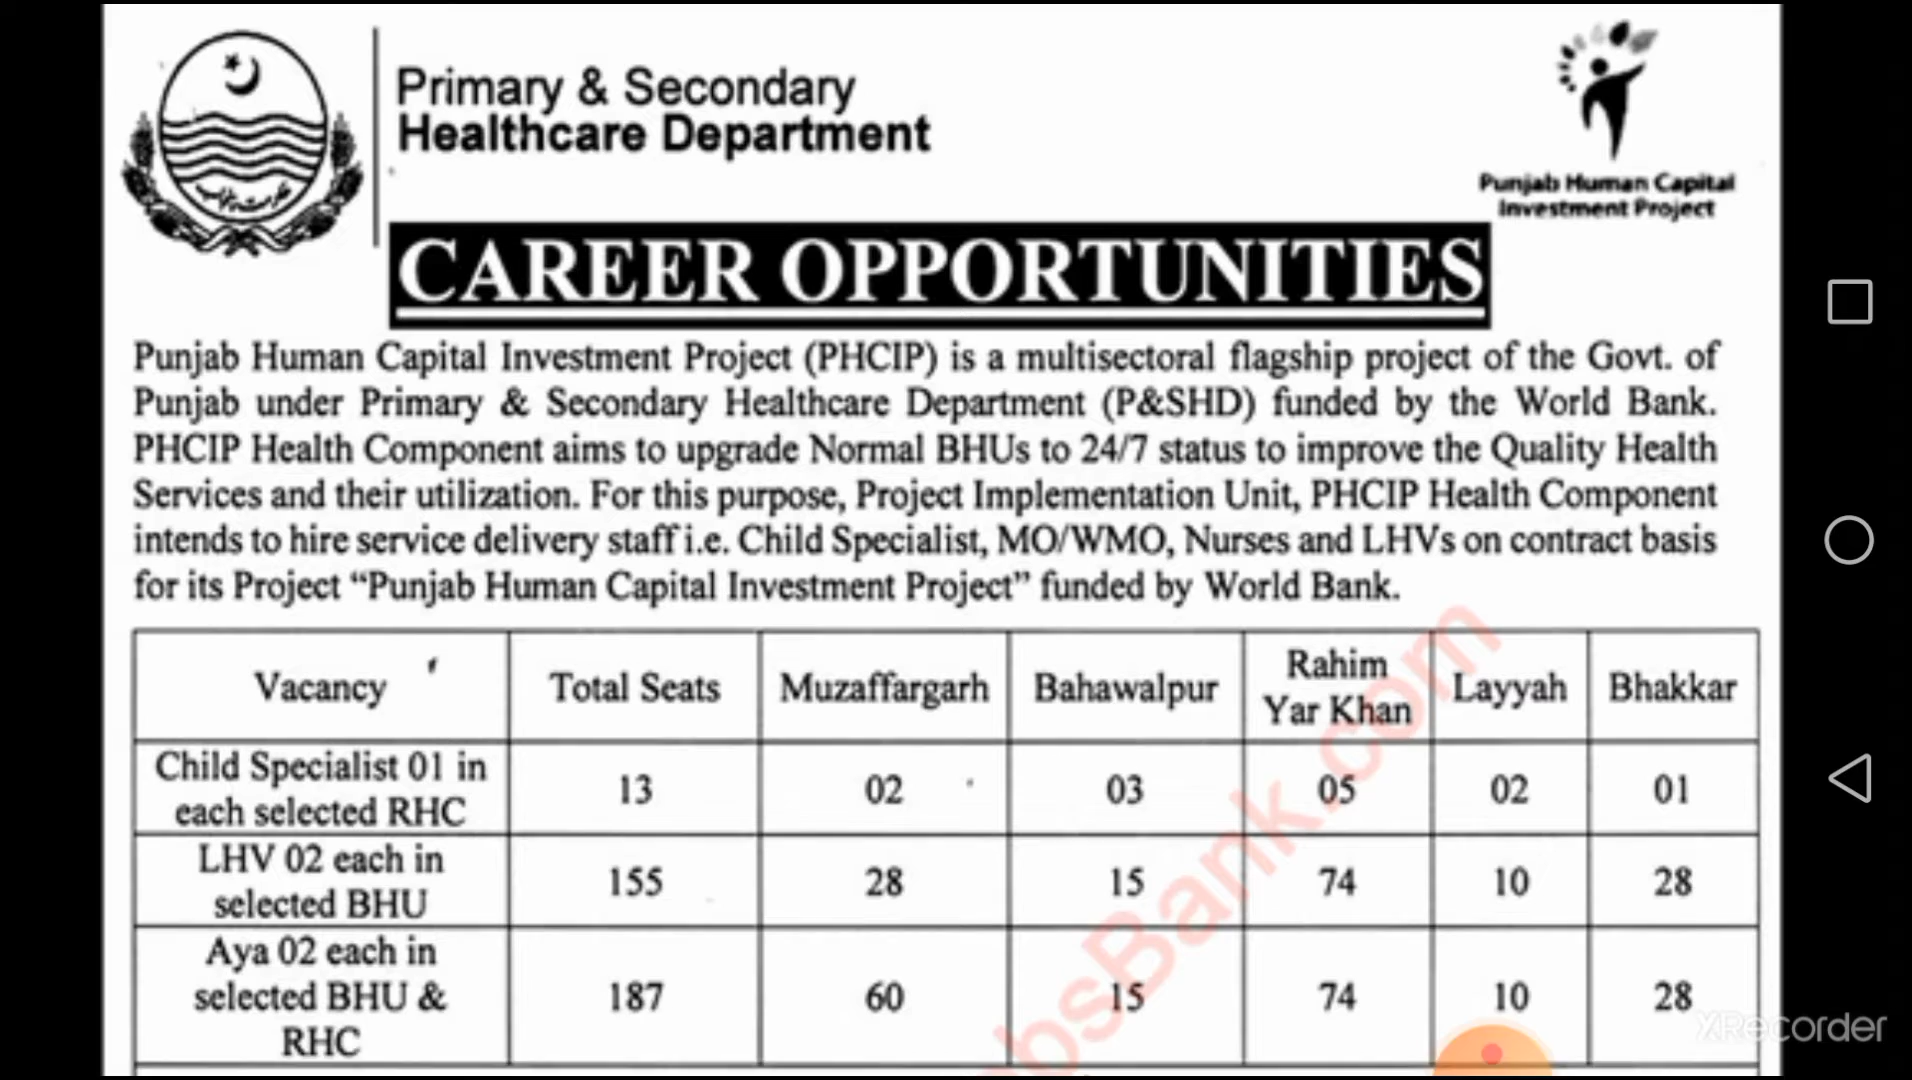 Primary & Secondary
Healthcare Department
Punjab Human Capital
Investment Project
CAREER OPPORTUNITIES
Punjab Human Capital Investment Project (PHCIP) is a multisectoral flagship project of the Govt. of
Punjab under Primary & Secondary Healthcare Department (P&SHD) funded by the World Bank.
PHCIP Health Component aims to upgrade Normal BHUs to 24/7 status to improve the Quality Health
Services and their utilization. For this purpose, Project Implementation Unit, PHCIP Health Component
intends to hire service delivery staff i.e. Child Specialist, MO/WMO, Nurses and LHVs on contract basis
for its Project “Punjab Human Capital Investment Project” funded by World Bank.
Vacancy Total Seats Muzaffargarh Bahawalpur Rahim Yar Khan Layyah Bhakkar
Child Specialist 01 in
each selected RHC
13 02 03 05 02 01
LHV 02 each in
selected BHU
155 28 15 74 10 28
Aya 02 each in
selected BHU &
RHC
187 60 15 74 10 28
bsBank.com
XRecorder